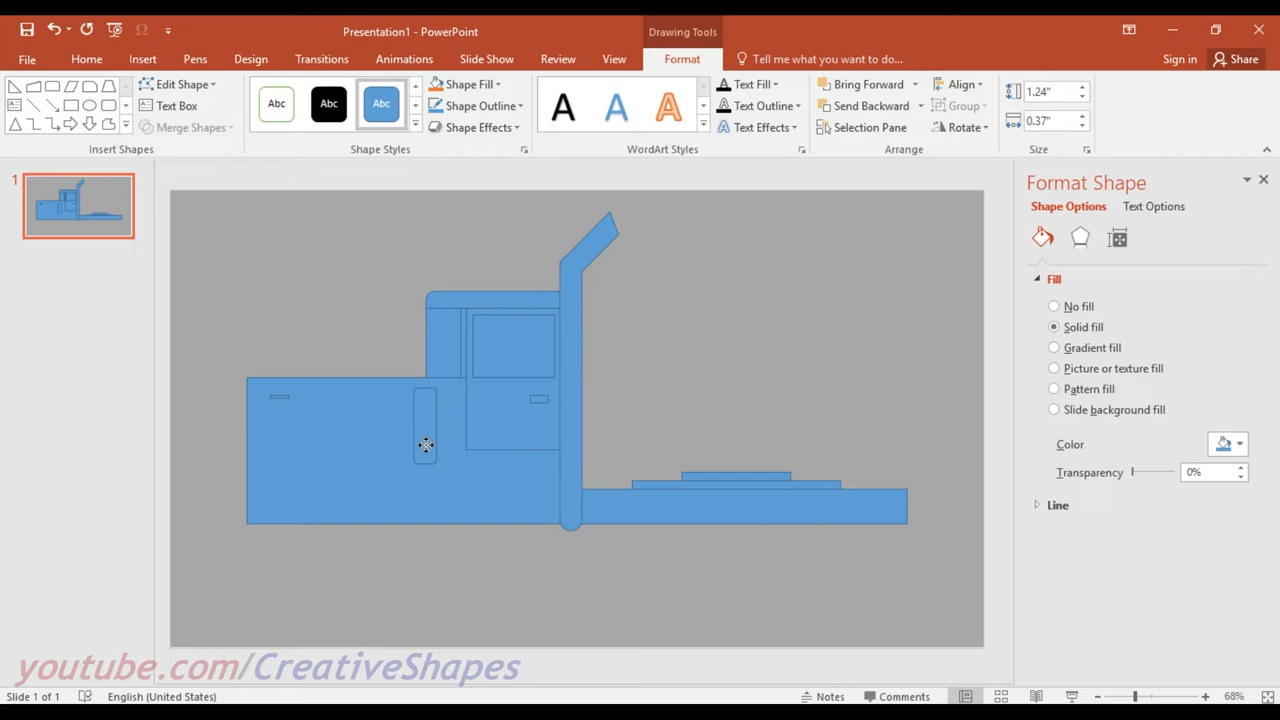 Presentation1 - PowerPoint
Drawing Tools
File Home Insert Pens Design Transitions Animations Slide Show Review View Format Tell me what you want to do... Sign in Share
Edit Shape
Text Box
Merge Shapes
Insert Shapes
Abc Abc Abc
Shape Fill
Shape Outline
Shape Effects
Shape Styles
A A A
Text Fill
Text Outline
Text Effects
WordArt Styles
Bring Forward
Send Backward
Selection Pane
Align
Group
Rotate
Arrange
1.24"
0.37"
Size
1
Format Shape
Shape Options Text Options
Fill
No fill
Solid fill
Gradient fill
Picture or texture fill
Pattern fill
Slide background fill
Color
Transparency 0%
Line
youtube.com/CreativeShapes
Slide 1 of 1 English (United States) Notes Comments 68%